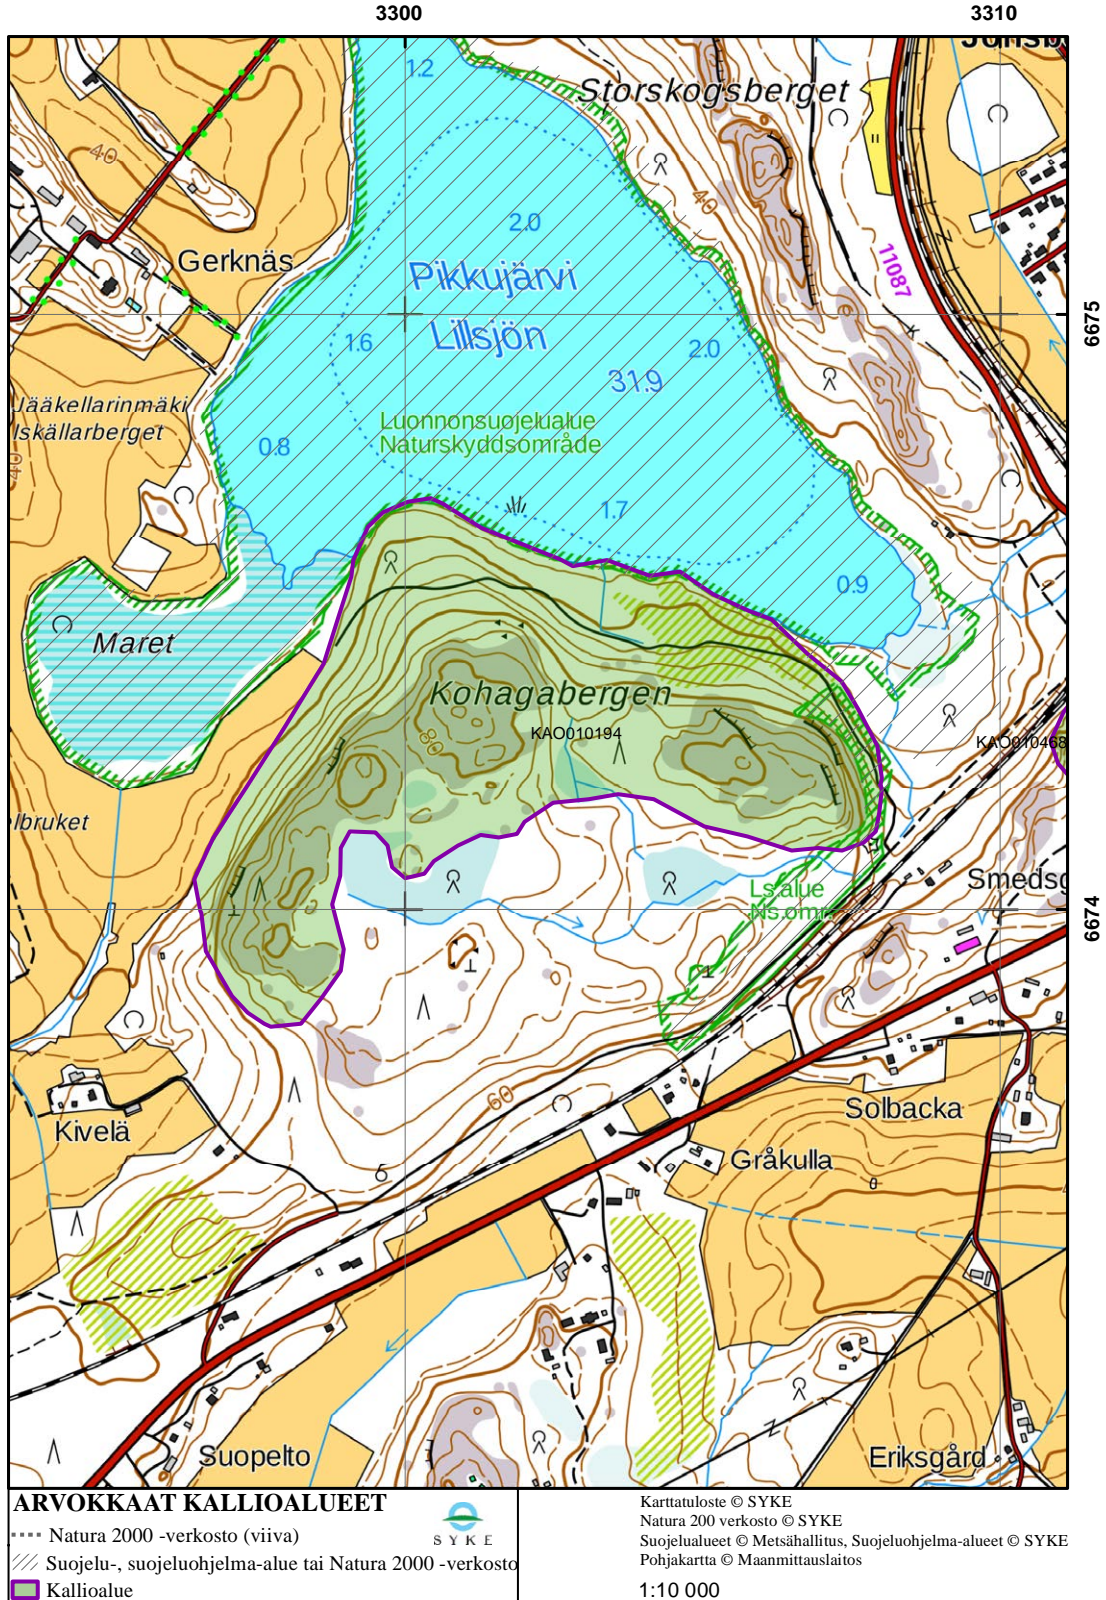 3300
3310
1.2
Storskogsberget
40
40
2.0
Gerknäs
11087
Pikkujärvi
Lillsjön
6675
1.6
2.0
31.9
Jääkellarinmäki
Iskällarberget
Luonnonsuojelualue
Naturskyddsområde
0.8
40
1.7
0.9
Maret
Kohagabergen
KAO010194
80
KAO010468
lbruket
Ls.alue
Ns.omr.
Smedsg
6674
60
Kivelä
Solbacka
Gråkulla
Suopelto
Eriksgård
ARVOKKAAT KALLIOALUEET
Natura 2000 -verkosto (viiva)
SYKE
Suojelu-, suojeluohjelma-alue tai Natura 2000 -verkosto
Kallioalue
Karttatuloste © SYKE
Natura 200 verkosto © SYKE
Suojelualueet © Metsähallitus, Suojeluohjelma-alueet © SYKE
Pohjakartta © Maanmittauslaitos
1:10 000